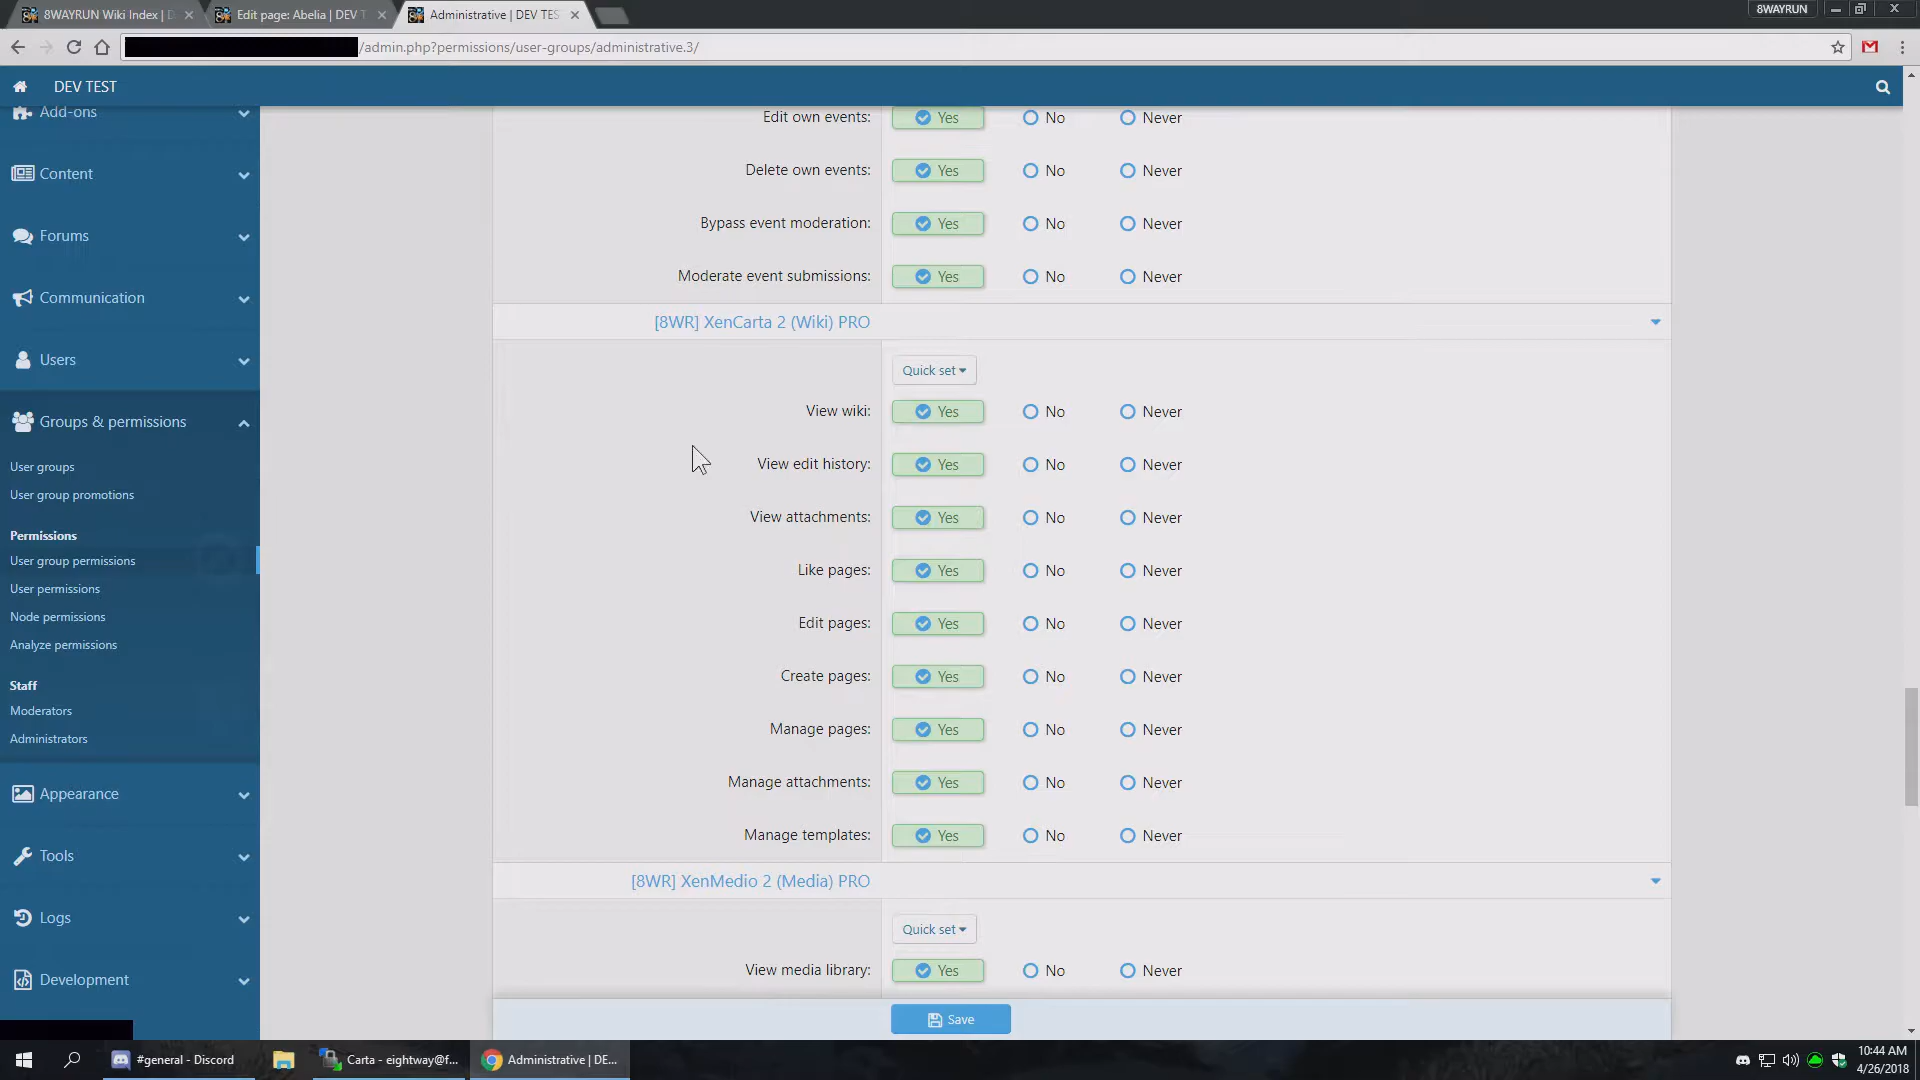 8WAYRUN Wiki Index | D
Edit page: Abelia | DEV T
Administrative | DEV TES
8WAYRUN
/admin.php?permissions/user-groups/administrative.3/
DEV TEST
Add-ons
Content
Forums
Communication
Users
Groups & permissions
User groups
User group promotions
Permissions
User group permissions
User permissions
Node permissions
Analyze permissions
Staff
Moderators
Administrators
Appearance
Tools
Logs
Development
Edit own events: Yes No Never
Delete own events: Yes No Never
Bypass event moderation: Yes No Never
Moderate event submissions: Yes No Never
[8WR] XenCarta 2 (Wiki) PRO
Quick set
View wiki: Yes No Never
View edit history: Yes No Never
View attachments: Yes No Never
Like pages: Yes No Never
Edit pages: Yes No Never
Create pages: Yes No Never
Manage pages: Yes No Never
Manage attachments: Yes No Never
Manage templates: Yes No Never
[8WR] XenMedio 2 (Media) PRO
Quick set
View media library: Yes No Never
Save
#general - Discord
Carta - eightway@f...
Administrative | DE...
10:44 AM
4/26/2018